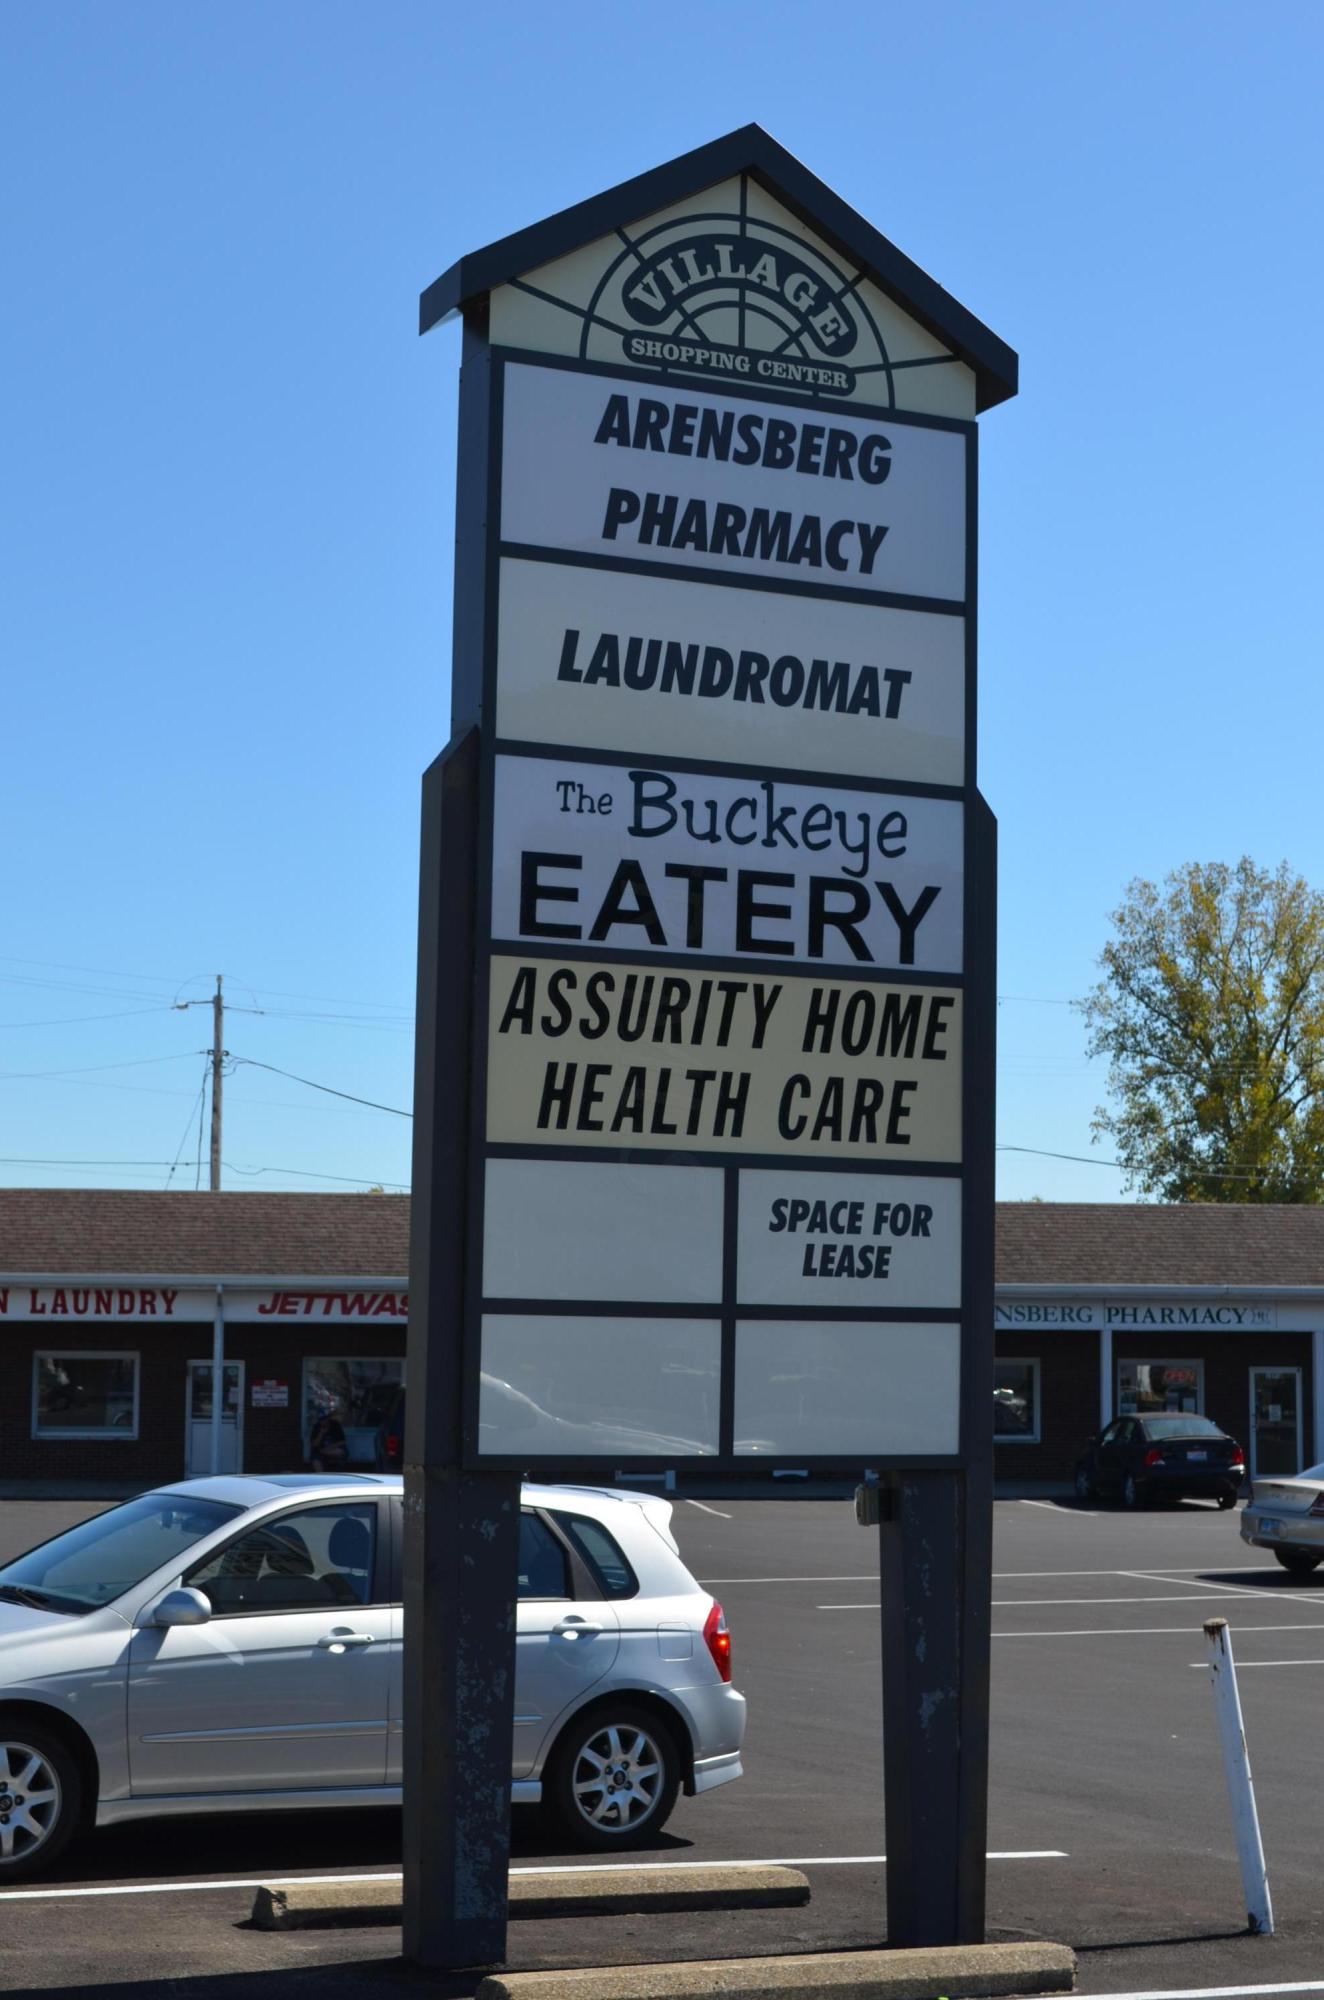 VILLAGE
SHOPPING CENTER
ARENSBERG
PHARMACY
LAUNDROMAT
The Buckeye
EATERY
ASSURITY HOME
HEALTH CARE
SPACE FOR
LEASE
N LAUNDRY
JETTWAS
NSBERG PHARMACY
OPEN